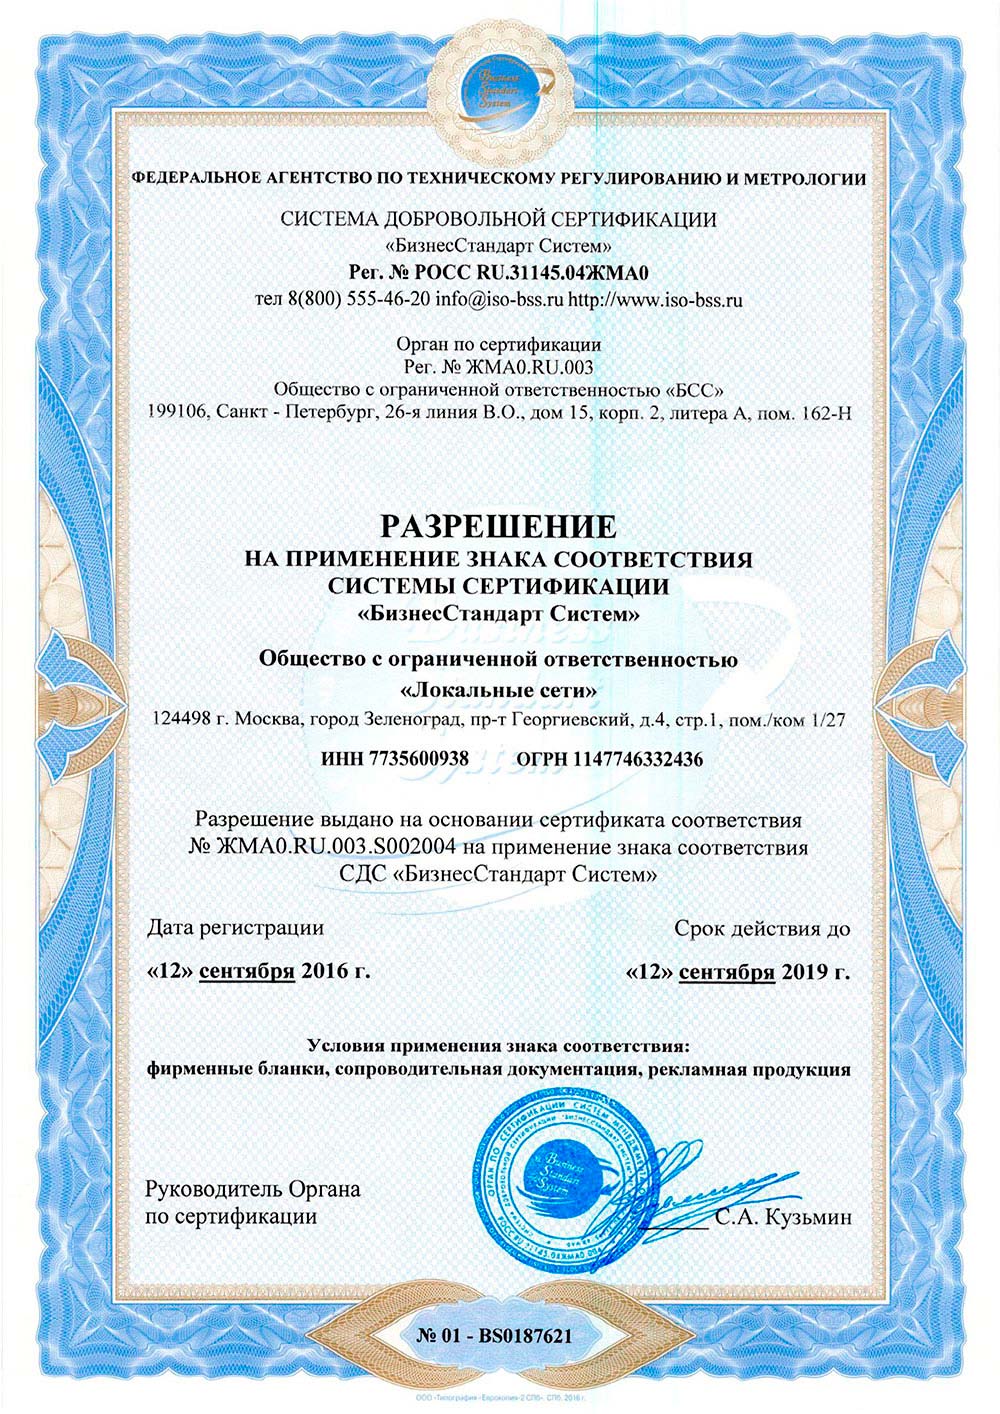 Business
Standart
System
ФЕДЕРАЛЬНОЕ АГЕНТСТВО ПО ТЕХНИЧЕСКОМУ РЕГУЛИРОВАНИЮ И МЕТРОЛОГИИ
СИСТЕМА ДОБРОВОЛЬНОЙ СЕРТИФИКАЦИИ
«БизнесСтандарт Систем»
Рег. № РОСС RU.31145.04ЖМА0
тел 8(800) 555-46-20 info@iso-bss.ru http://www.iso-bss.ru
Орган по сертификации
Рег. № ЖМА0.RU.003
Общество с ограниченной ответственностью «БСС»
199106, Санкт - Петербург, 26-я линия В.О., дом 15, корп. 2, литера А, пом. 162-Н
РАЗРЕШЕНИЕ
НА ПРИМЕНЕНИЕ ЗНАКА СООТВЕТСТВИЯ
СИСТЕМЫ СЕРТИФИКАЦИИ
«БизнесСтандарт Систем»
Общество с ограниченной ответственностью
«Локальные сети»
124498 г. Москва, город Зеленоград, пр-т Георгиевский, д.4, стр.1, пом./ком 1/27
ИНН 7735600938 ОГРН 1147746332436
Разрешение выдано на основании сертификата соответствия
№ ЖМА0.RU.003.S002004 на применение знака соответствия
СДС «БизнесСтандарт Систем»
Дата регистрации Срок действия до
«12» сентября 2016 г. «12» сентября 2019 г.
Условия применения знака соответствия:
фирменные бланки, сопроводительная документация, рекламная продукция
ОРГАН ПО СЕРТИФИКАЦИИ СИСТЕМ МЕНЕДЖМЕНТА
Business
Standart
System
Руководитель Органа
по сертификации
С.А. Кузьмин
№ 01 - BS0187621
ООО «Типография «Еврокопия-2 СПб». СПб. 2016 г.